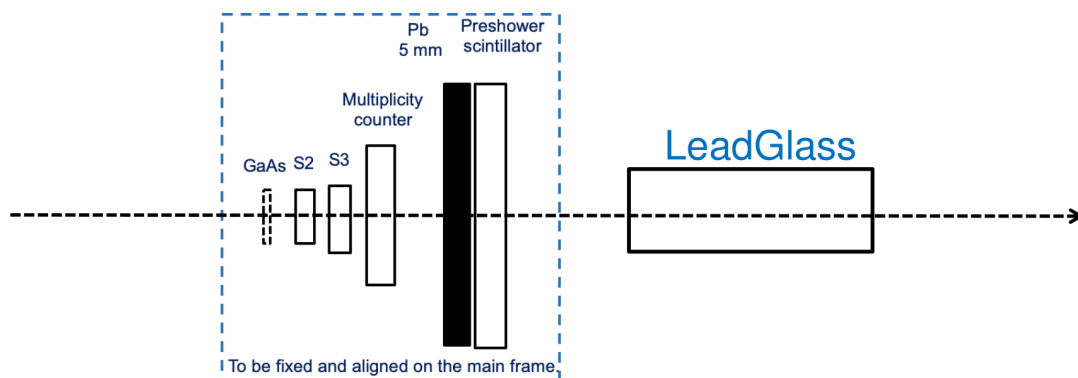 Pb
5 mm
Preshower
scintillator
Multiplicity
counter
GaAs
S2
S3
LeadGlass
To be fixed and aligned on the main frame.